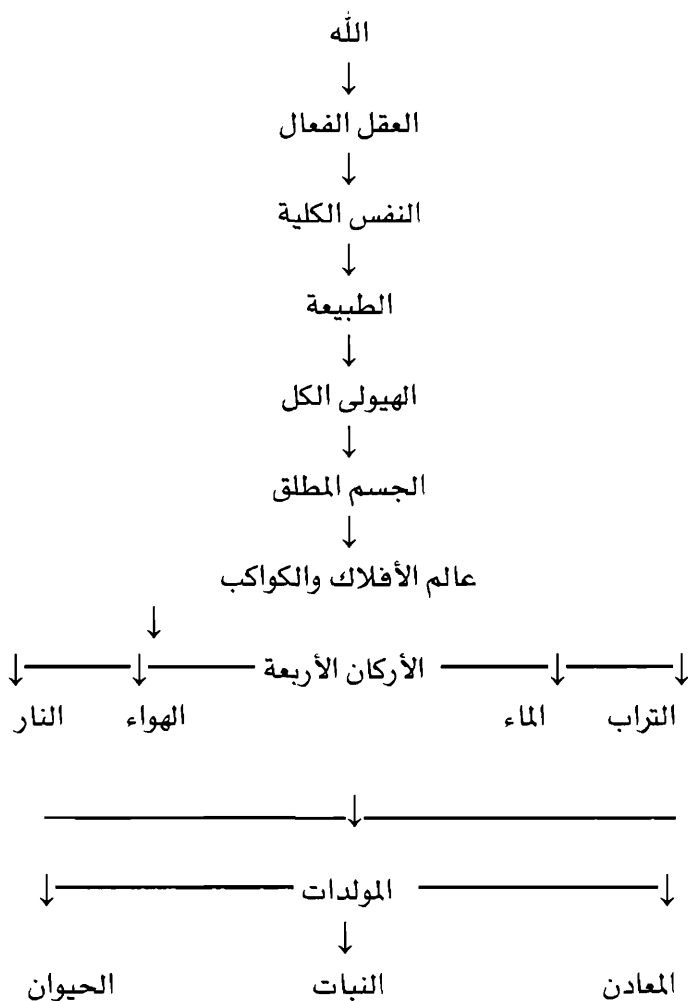 الله
العقل الفعال
النفس الكلية
الطبيعة
الهيولى الكل
الجسم المطلق
عالم الأفلاك والكواكب
الأركان الأربعة
التراب الماء الهواء النار
المولدات
المعادن النبات الحيوان